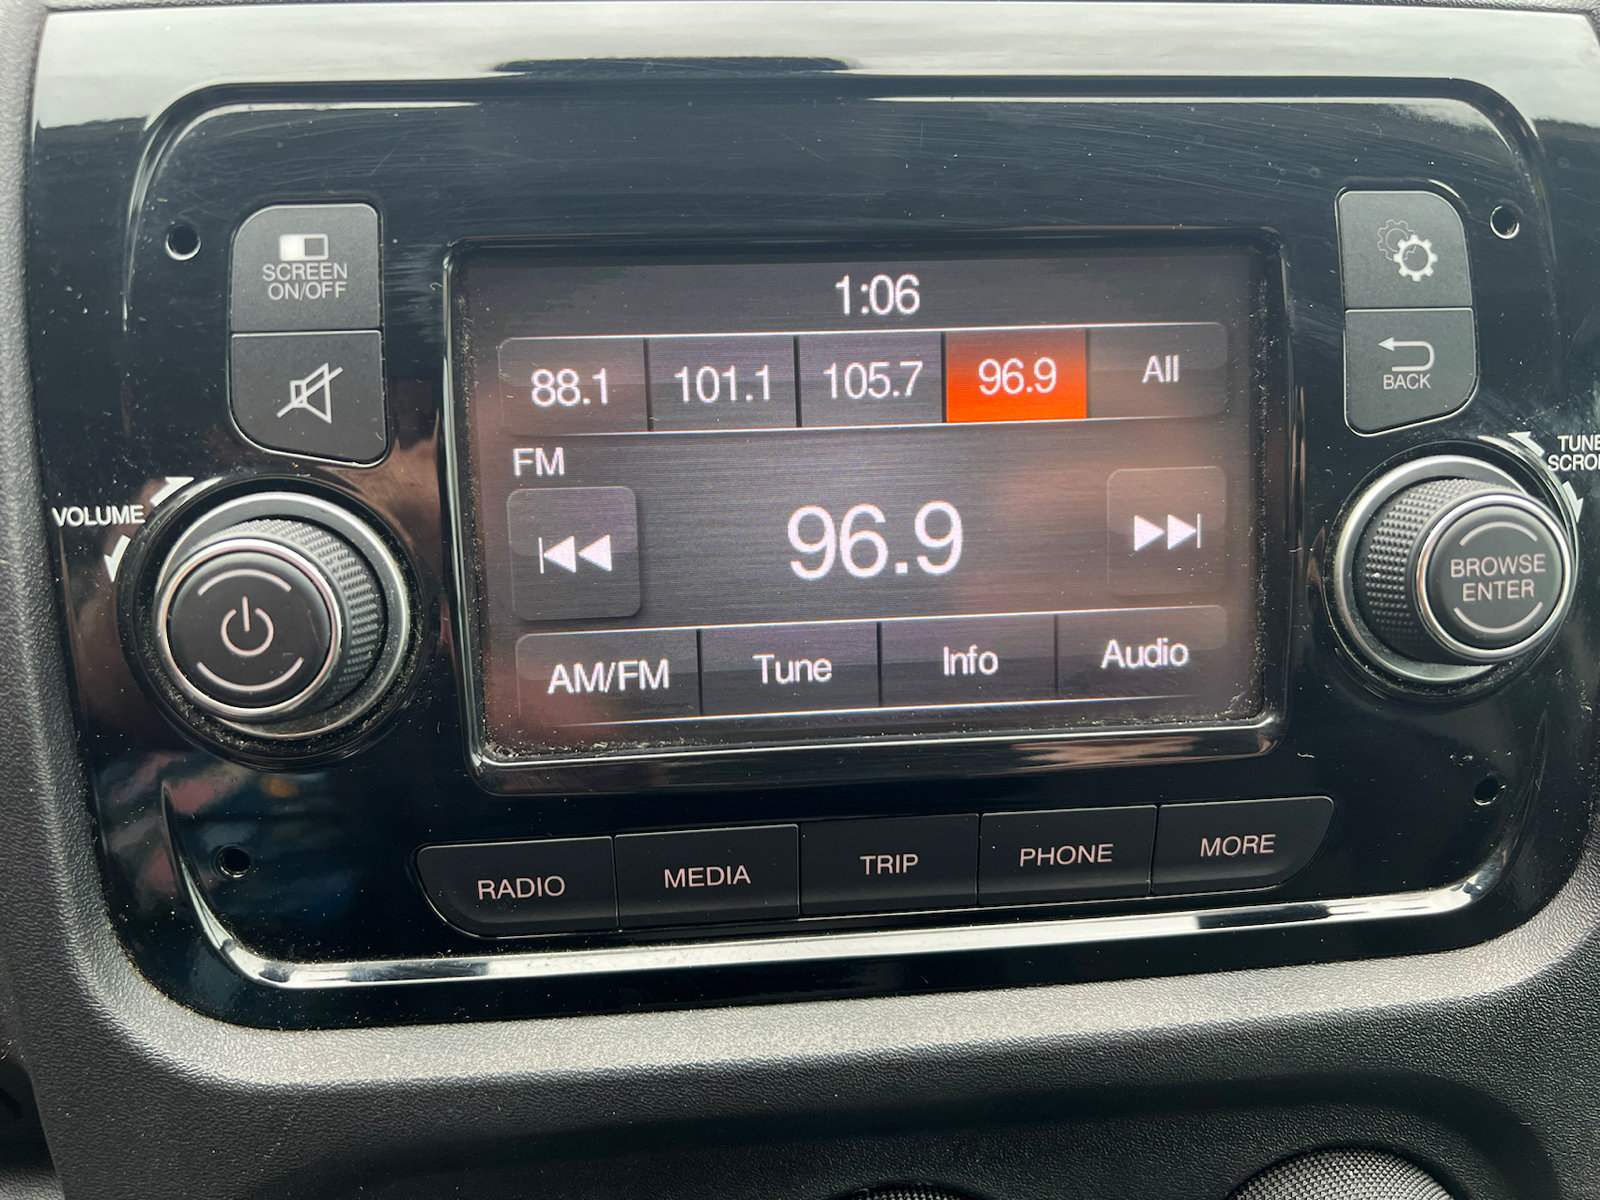 SCREEN
ON/OFF
1:06
88.1 101.1 105.7 96.9 All
BACK
FM
VOLUME
TUNE
96.9
BROWSE
ENTER
AM/FM Tune Info Audio
RADIO MEDIA TRIP PHONE MORE